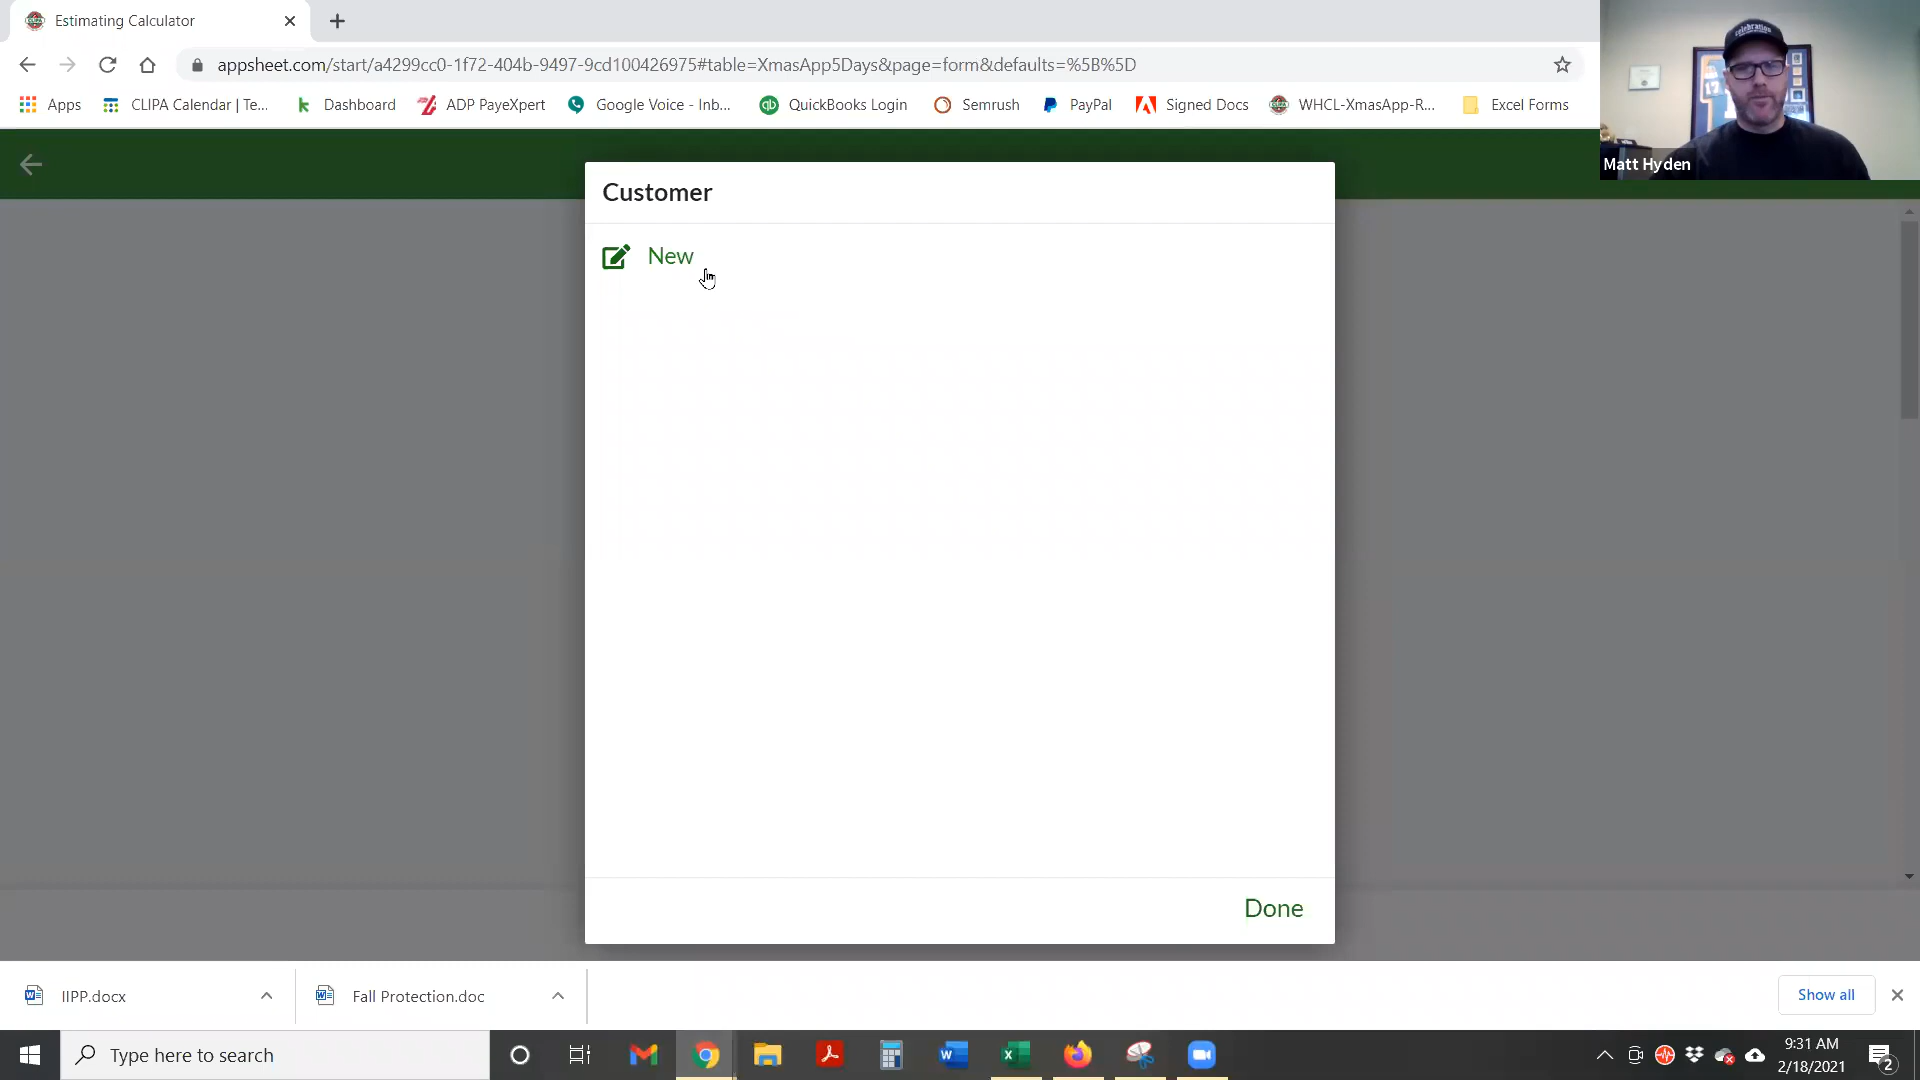 Estimating Calculator
appsheet.com/start/a4299cc0-1f72-404b-9497-9cd100426975#table=XmasApp5Days&page=form&defaults=%5B%5D
Apps CLIPA Calendar | Te... Dashboard ADP PayeXpert Google Voice - Inb... QuickBooks Login Semrush PayPal Signed Docs WHCL-XmasApp-R... Excel Forms
celebration
17
Matt Hyden
Customer
New
Done
IIPP.docx Fall Protection.doc Show all
Type here to search
9:31 AM
2/18/2021
2